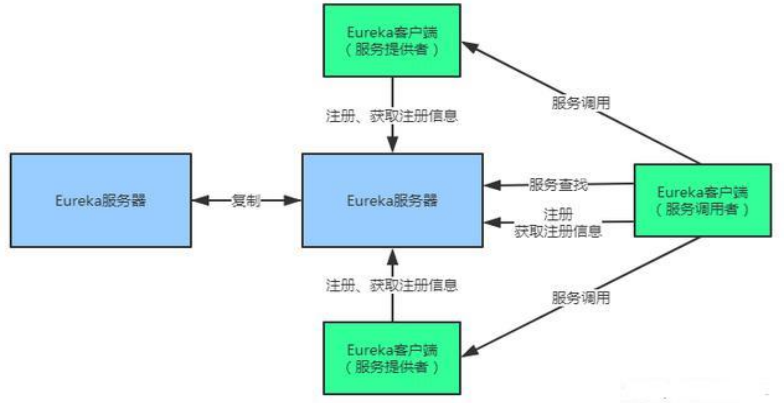 Eureka客户端
（服务提供者）
服务调用
注册、获取注册信息
Eureka服务器
复制
Eureka服务器
服务查找
注册
获取注册信息
Eureka客户端
（服务调用者）
注册、获取注册信息
服务调用
Eureka客户端
（服务提供者）